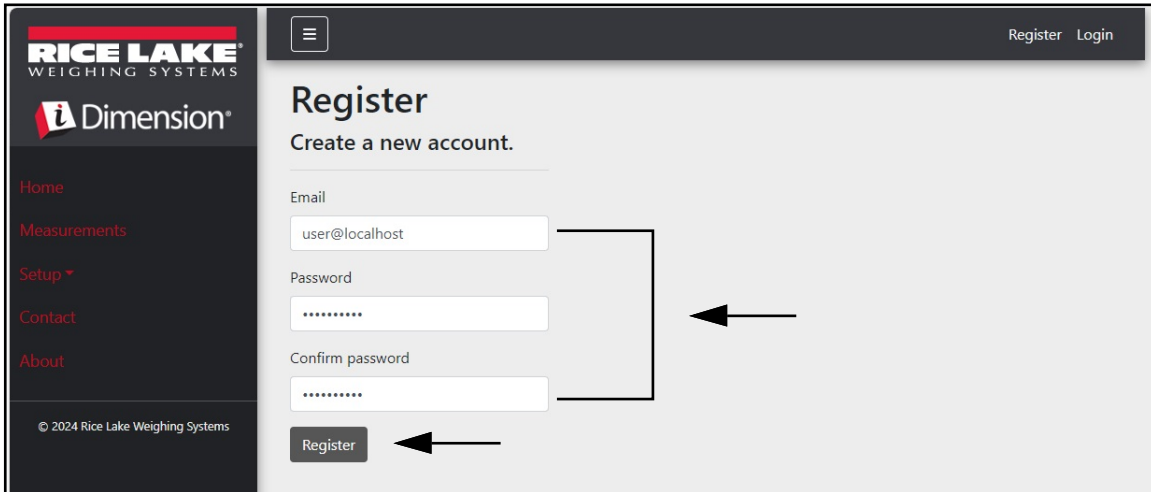 RICE LAKE®
WEIGHING SYSTEMS
i Dimension®
Home
Measurements
Setup
Contact
About
© 2024 Rice Lake Weighing Systems
Register Login
Register
Create a new account.
Email
user@localhost
Password
••••••••••
Confirm password
••••••••••
Register